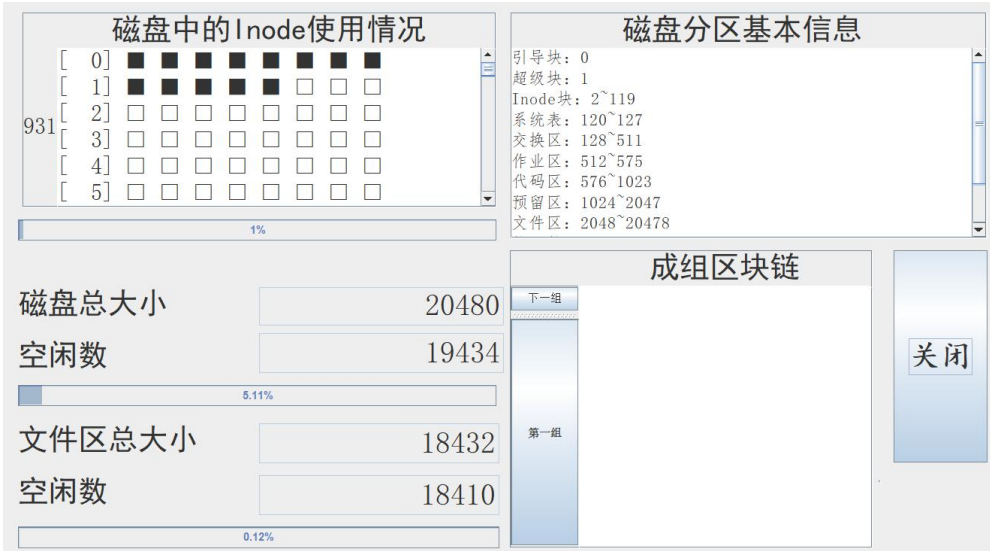 磁盘中的Inode使用情况
931
[ 0] ■ ■ ■ ■ ■ ■ ■ ■
[ 1] ■ ■ ■ ■ ■ □ □ □
[ 2] □ □ □ □ □ □ □ □
[ 3] □ □ □ □ □ □ □ □
[ 4] □ □ □ □ □ □ □ □
[ 5] □ □ □ □ □ □ □ □
1%
磁盘总大小 20480
空闲数 19434
5.11%
文件区总大小 18432
空闲数 18410
0.12%
磁盘分区基本信息
引导块: 0
超级块: 1
Inode块: 2~119
系统表: 120~127
交换区: 128~511
作业区: 512~575
代码区: 576~1023
预留区: 1024~2047
文件区: 2048~20478
成组区块链
下一组
第一组
关闭